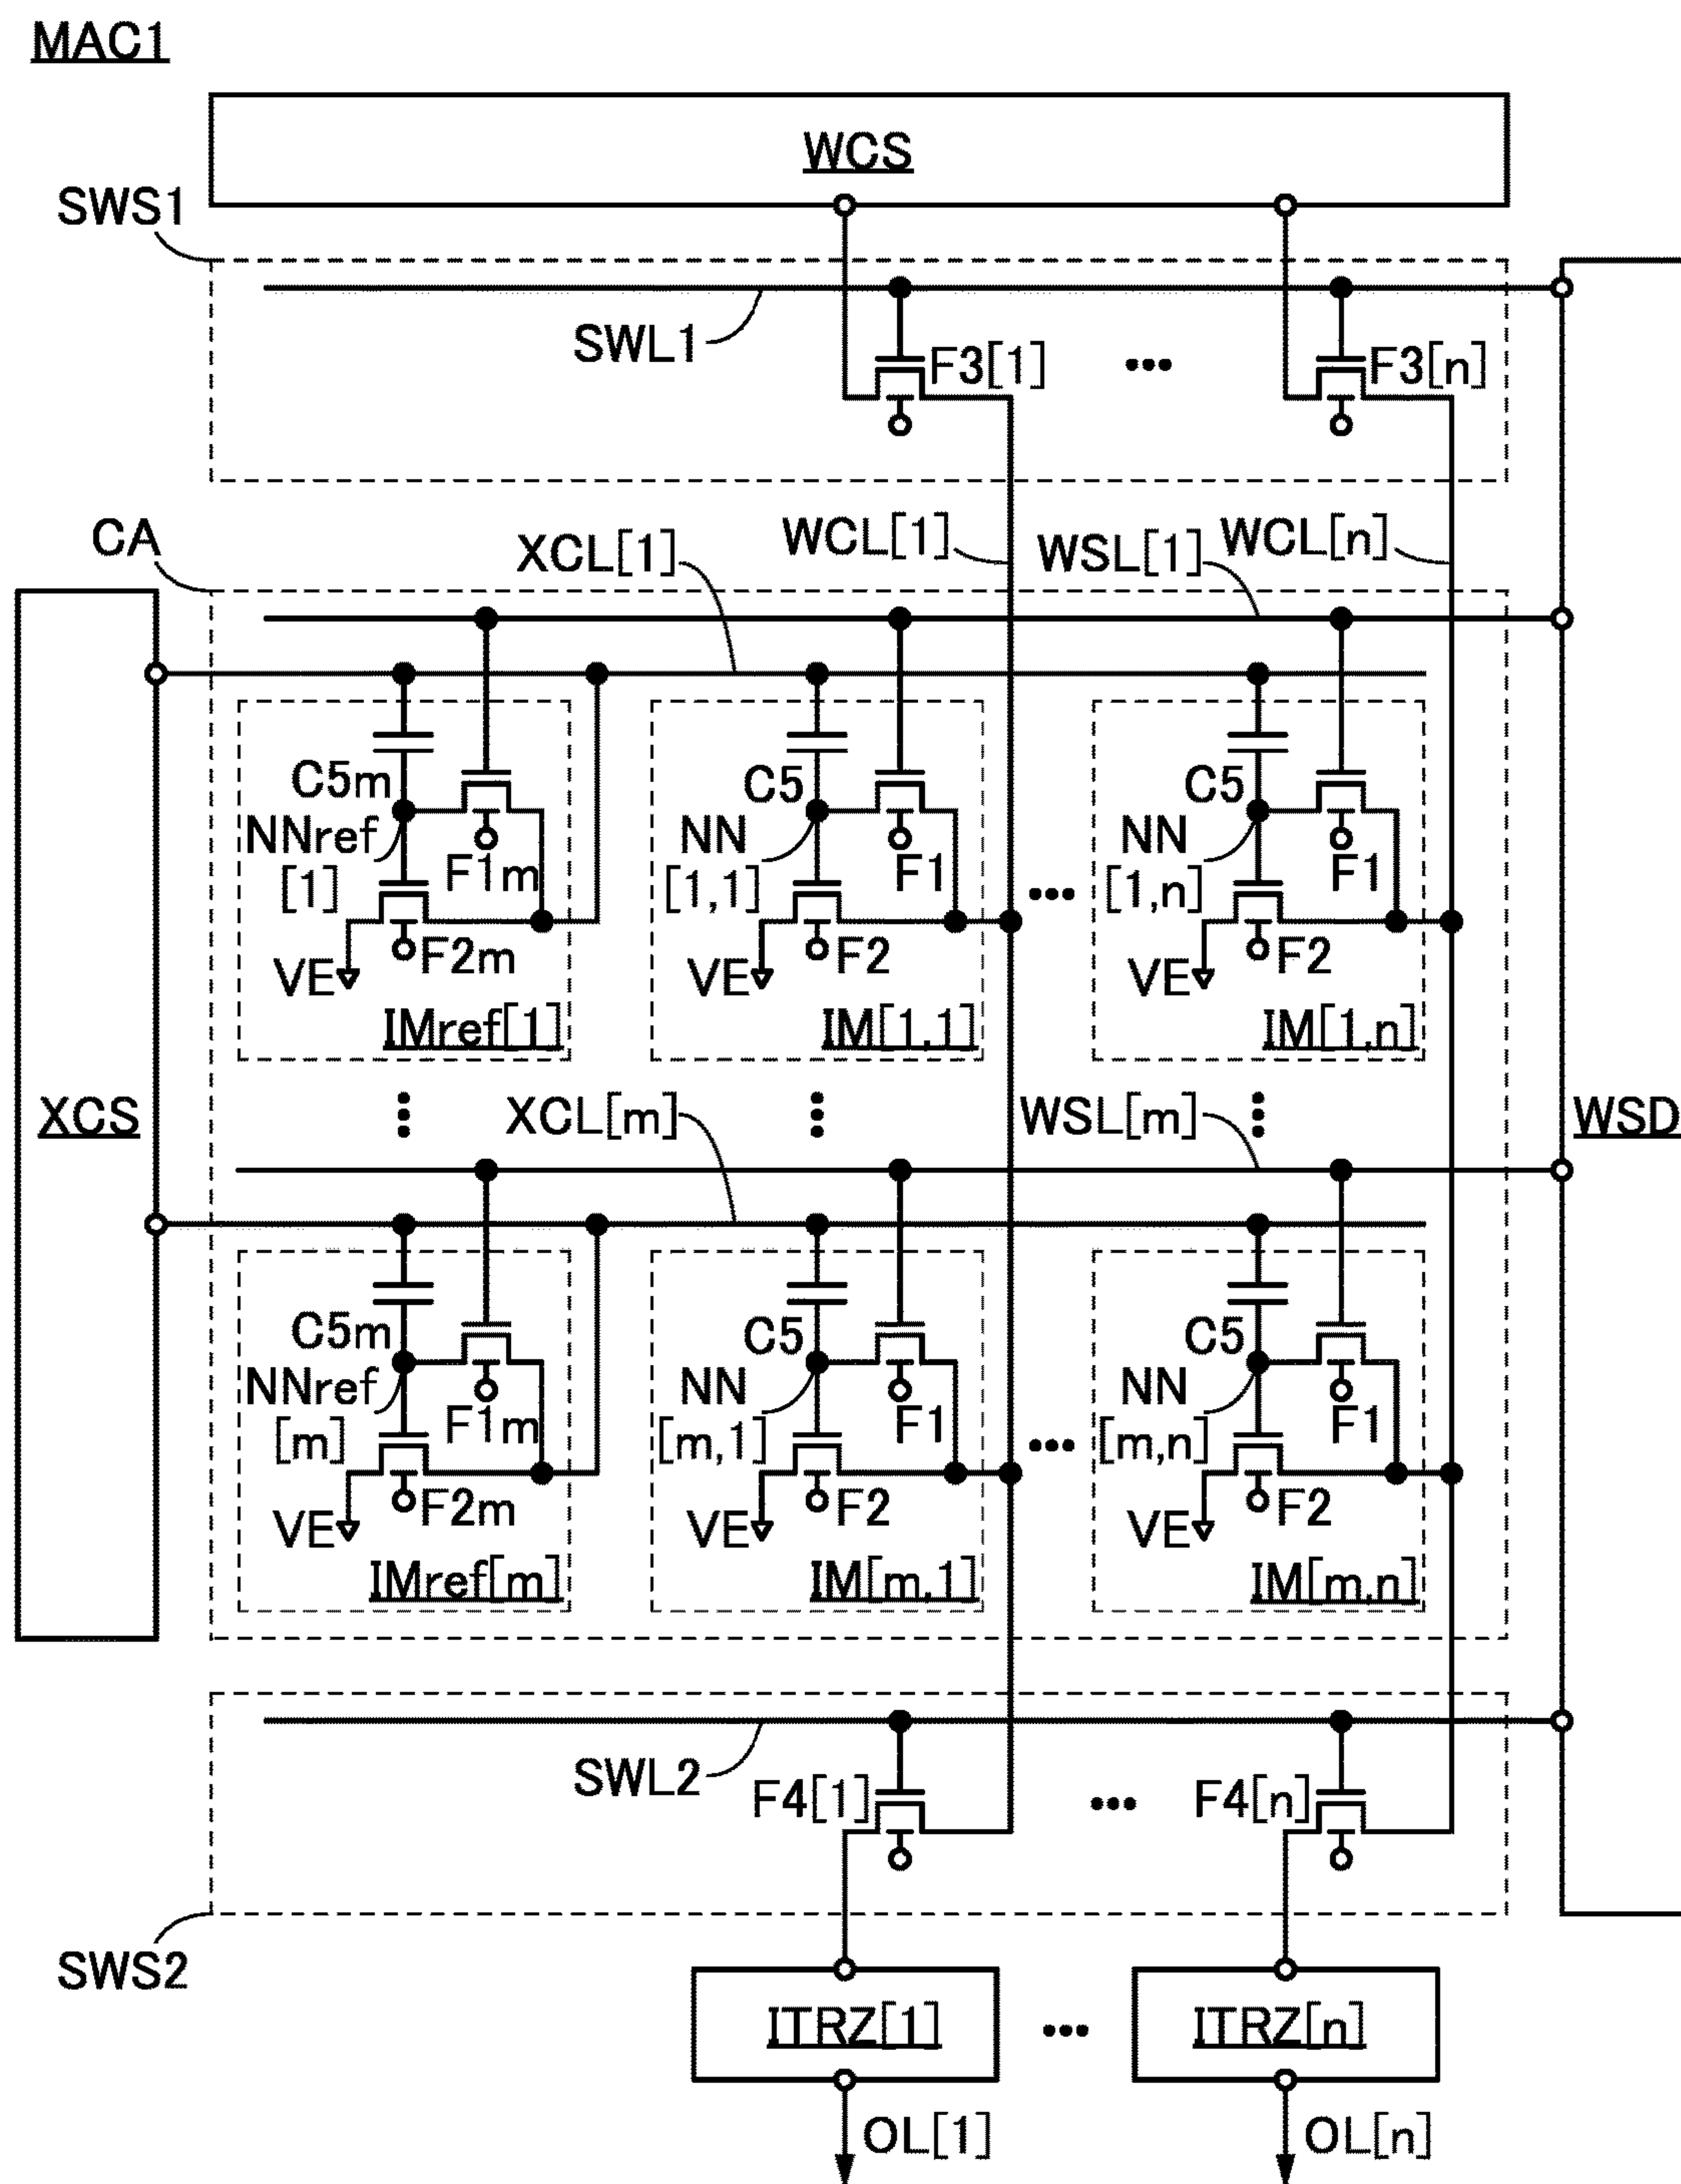 MAC1
WCS
SWS1
SWL1
F3[1]
...
F3[n]
CA
XCL[1]
WCL[1]
WSL[1]
WCL[n]
C5m
NNref
[1]
F1m
F2m
VE
IMref[1]
C5
NN
[1,1]
F1
F2
VE
IM[1,1]
...
C5
NN
[1,n]
F1
F2
VE
IM[1,n]
XCS
XCL[m]
WSL[m]
WSD
C5m
NNref
[m]
F1m
F2m
VE
IMref[m]
C5
NN
[m,1]
F1
F2
VE
IM[m,1]
...
C5
NN
[m,n]
F1
F2
VE
IM[m,n]
SWL2
F4[1]
...
F4[n]
SWS2
ITRZ[1]
...
ITRZ[n]
OL[1]
OL[n]